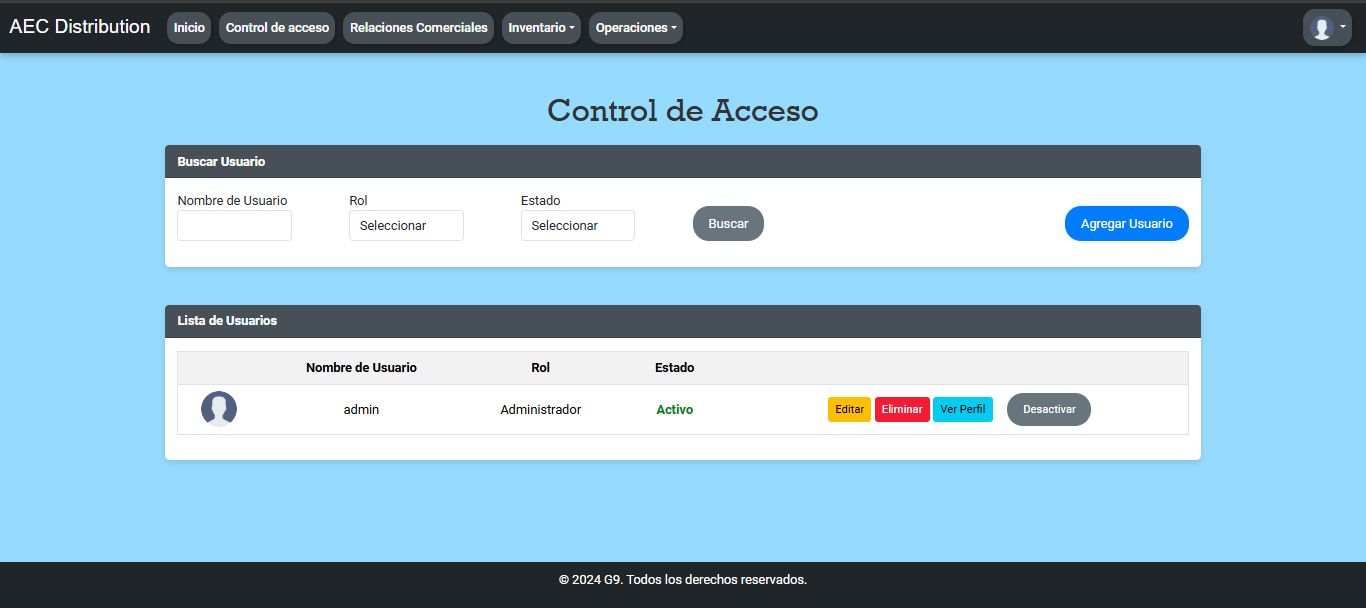 AEC Distribution Inicio Control de acceso Relaciones Comerciales Inventario Operaciones
Control de Acceso
Buscar Usuario
Nombre de Usuario Rol Estado
Seleccionar Seleccionar Buscar Agregar Usuario
Lista de Usuarios
Nombre de Usuario Rol Estado
admin Administrador Activo Editar Eliminar Ver Perfil Desactivar
© 2024 G9. Todos los derechos reservados.